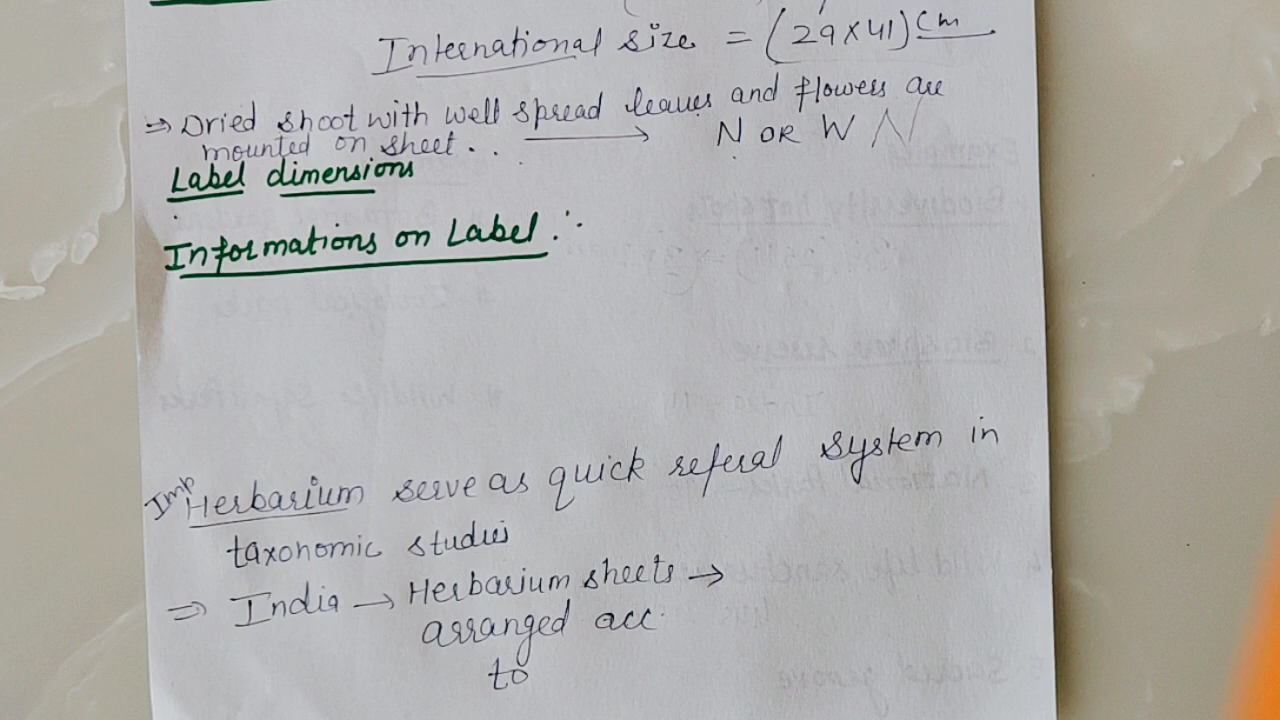 International size = (29x41) cm
⇒ Dried shoot with well spread leaves and flowers are
mounted on sheet . . ⟶ N OR W N
Label dimensions
Informations on Label ∴
Imp Herbarium serve as quick referal system in
taxonomic studies
⇒ India → Herbarium sheets →
arranged acc.
to